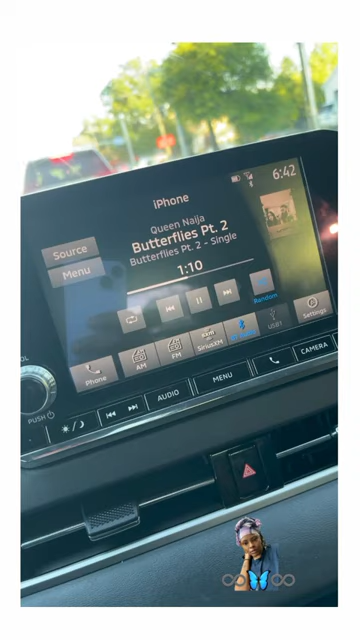 6:42
iPhone
Queen Naija
Butterflies Pt. 2
Butterflies Pt. 2 - Single
1:10
Source
Menu
Random
Phone
AM
FM
SiriusXM
USB1
Settings
PUSH
AUDIO
MENU
CAMERA